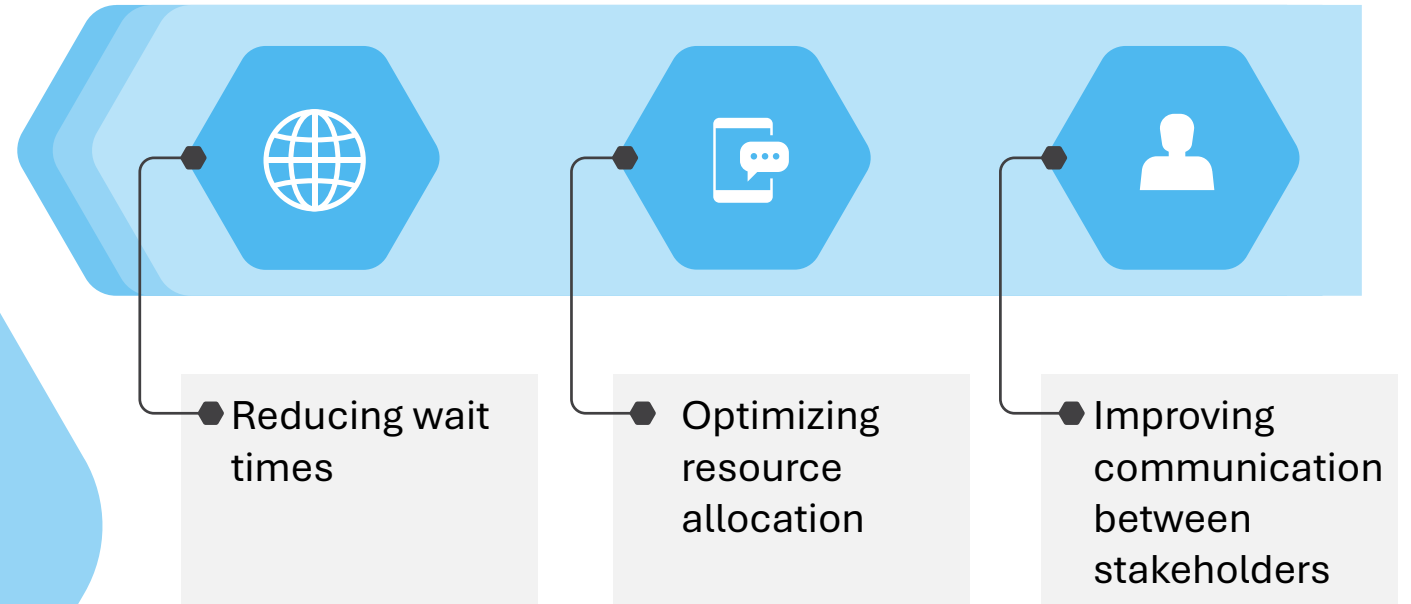 Reducing wait
times
Optimizing
resource
allocation
Improving
communication
between
stakeholders